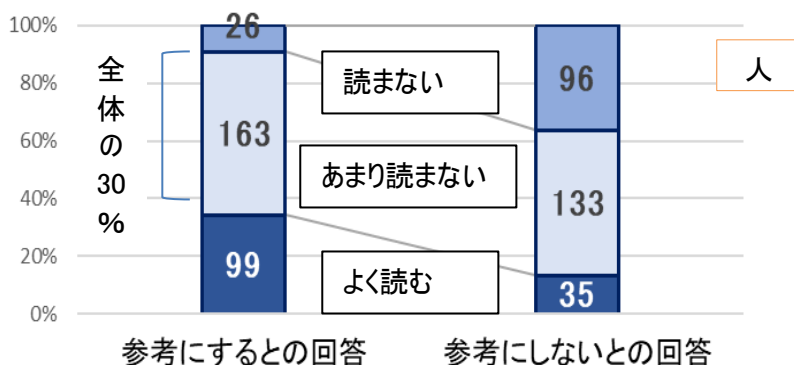 100%
80%
60%
40%
20%
0%
全体の30%
26
163
99
読まない
あまり読まない
よく読む
96
133
35
人
参考にするとの回答
参考にしないとの回答